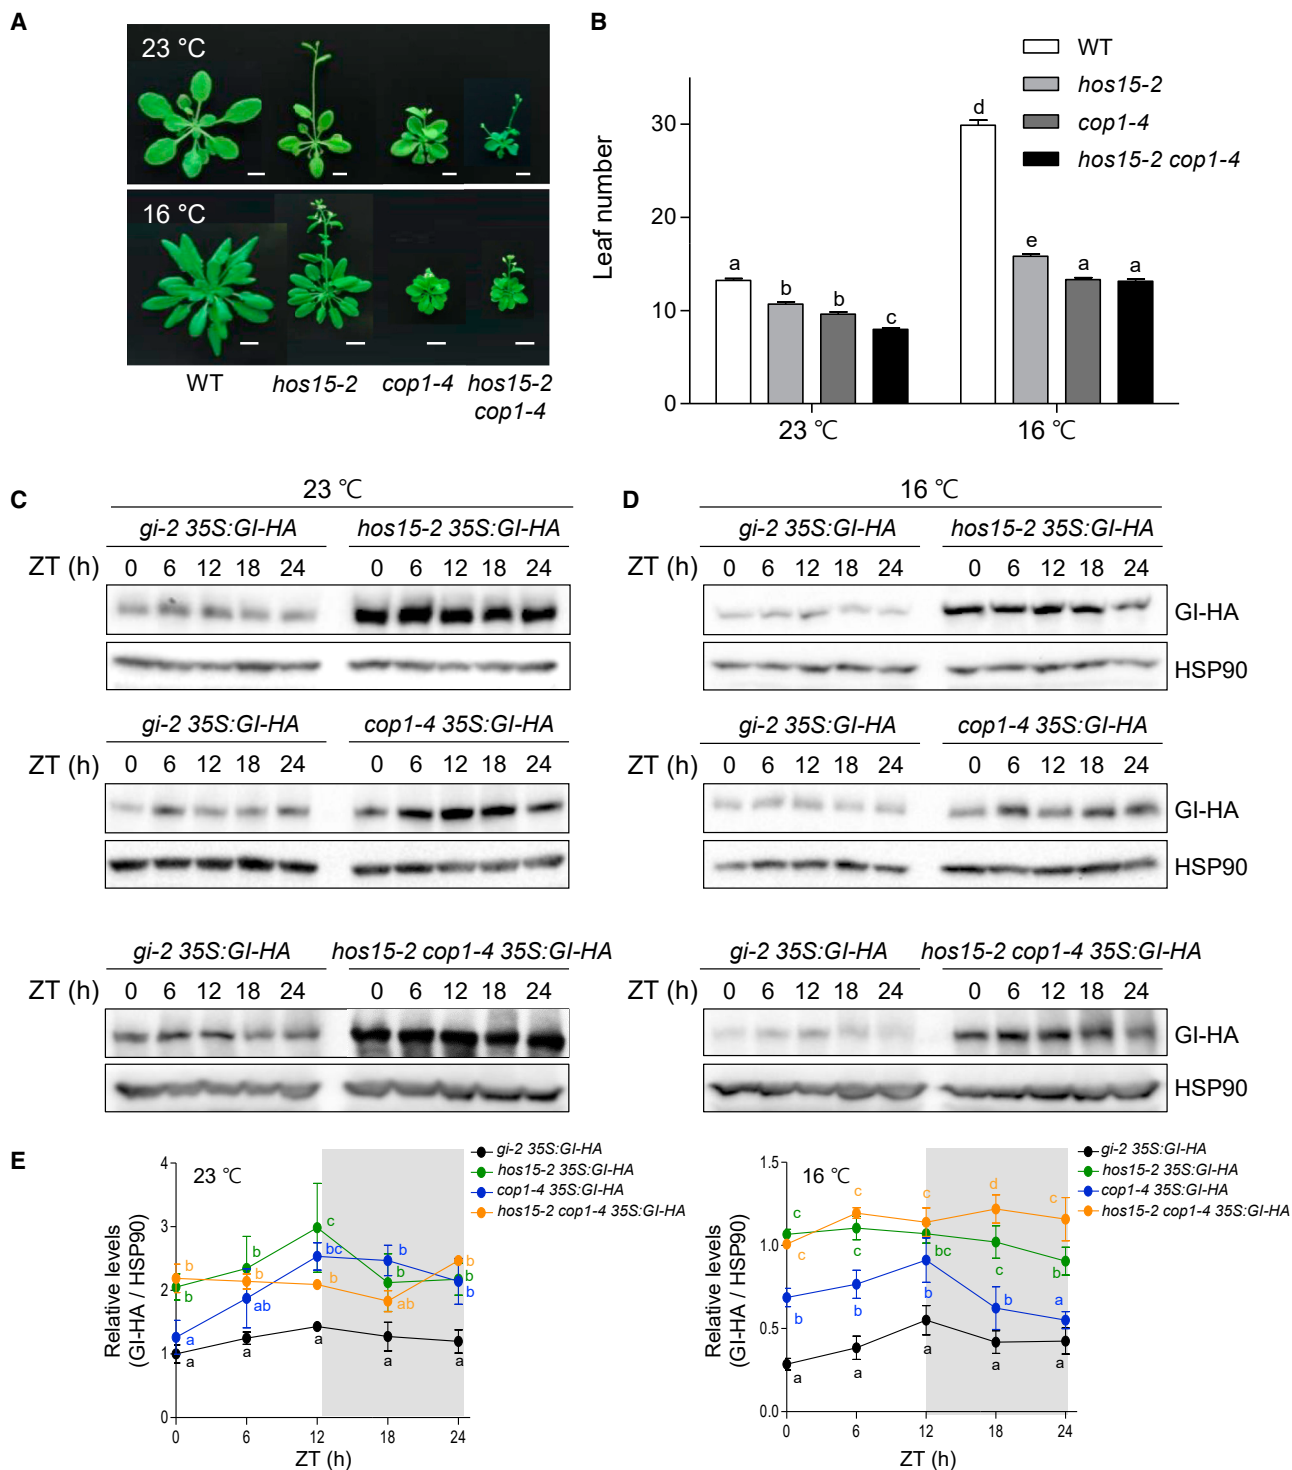 A
23 °C
16 °C
WT
hos15-2
cop1-4
hos15-2
cop1-4
B
WT
hos15-2
cop1-4
hos15-2 cop1-4
Leaf number
30
20
10
0
a
b
b
c
d
e
a
a
23 ℃
16 ℃
C
23 ℃
gi-2 35S:GI-HA
hos15-2 35S:GI-HA
ZT (h) 0 6 12 18 24 0 6 12 18 24
gi-2 35S:GI-HA
cop1-4 35S:GI-HA
ZT (h) 0 6 12 18 24 0 6 12 18 24
gi-2 35S:GI-HA
hos15-2 cop1-4 35S:GI-HA
ZT (h) 0 6 12 18 24 0 6 12 18 24
D
16 ℃
gi-2 35S:GI-HA
hos15-2 35S:GI-HA
ZT (h) 0 6 12 18 24 0 6 12 18 24
GI-HA
HSP90
gi-2 35S:GI-HA
cop1-4 35S:GI-HA
ZT (h) 0 6 12 18 24 0 6 12 18 24
GI-HA
HSP90
gi-2 35S:GI-HA
hos15-2 cop1-4 35S:GI-HA
ZT (h) 0 6 12 18 24 0 6 12 18 24
GI-HA
HSP90
E
23 ℃
gi-2 35S:GI-HA
hos15-2 35S:GI-HA
cop1-4 35S:GI-HA
hos15-2 cop1-4 35S:GI-HA
Relative levels
(GI-HA / HSP90)
4
3
2
1
0
b
b
a
a
b
b
ab
a
c
bc
b
a
b
b
ab
a
b
b
b
a
0 6 12 18 24
ZT (h)
16 ℃
gi-2 35S:GI-HA
hos15-2 35S:GI-HA
cop1-4 35S:GI-HA
hos15-2 cop1-4 35S:GI-HA
Relative levels
(GI-HA / HSP90)
1.5
1.0
0.5
0.0
c
c
b
a
c
c
b
a
c
bc
b
a
d
c
b
a
c
b
a
a
0 6 12 18 24
ZT (h)